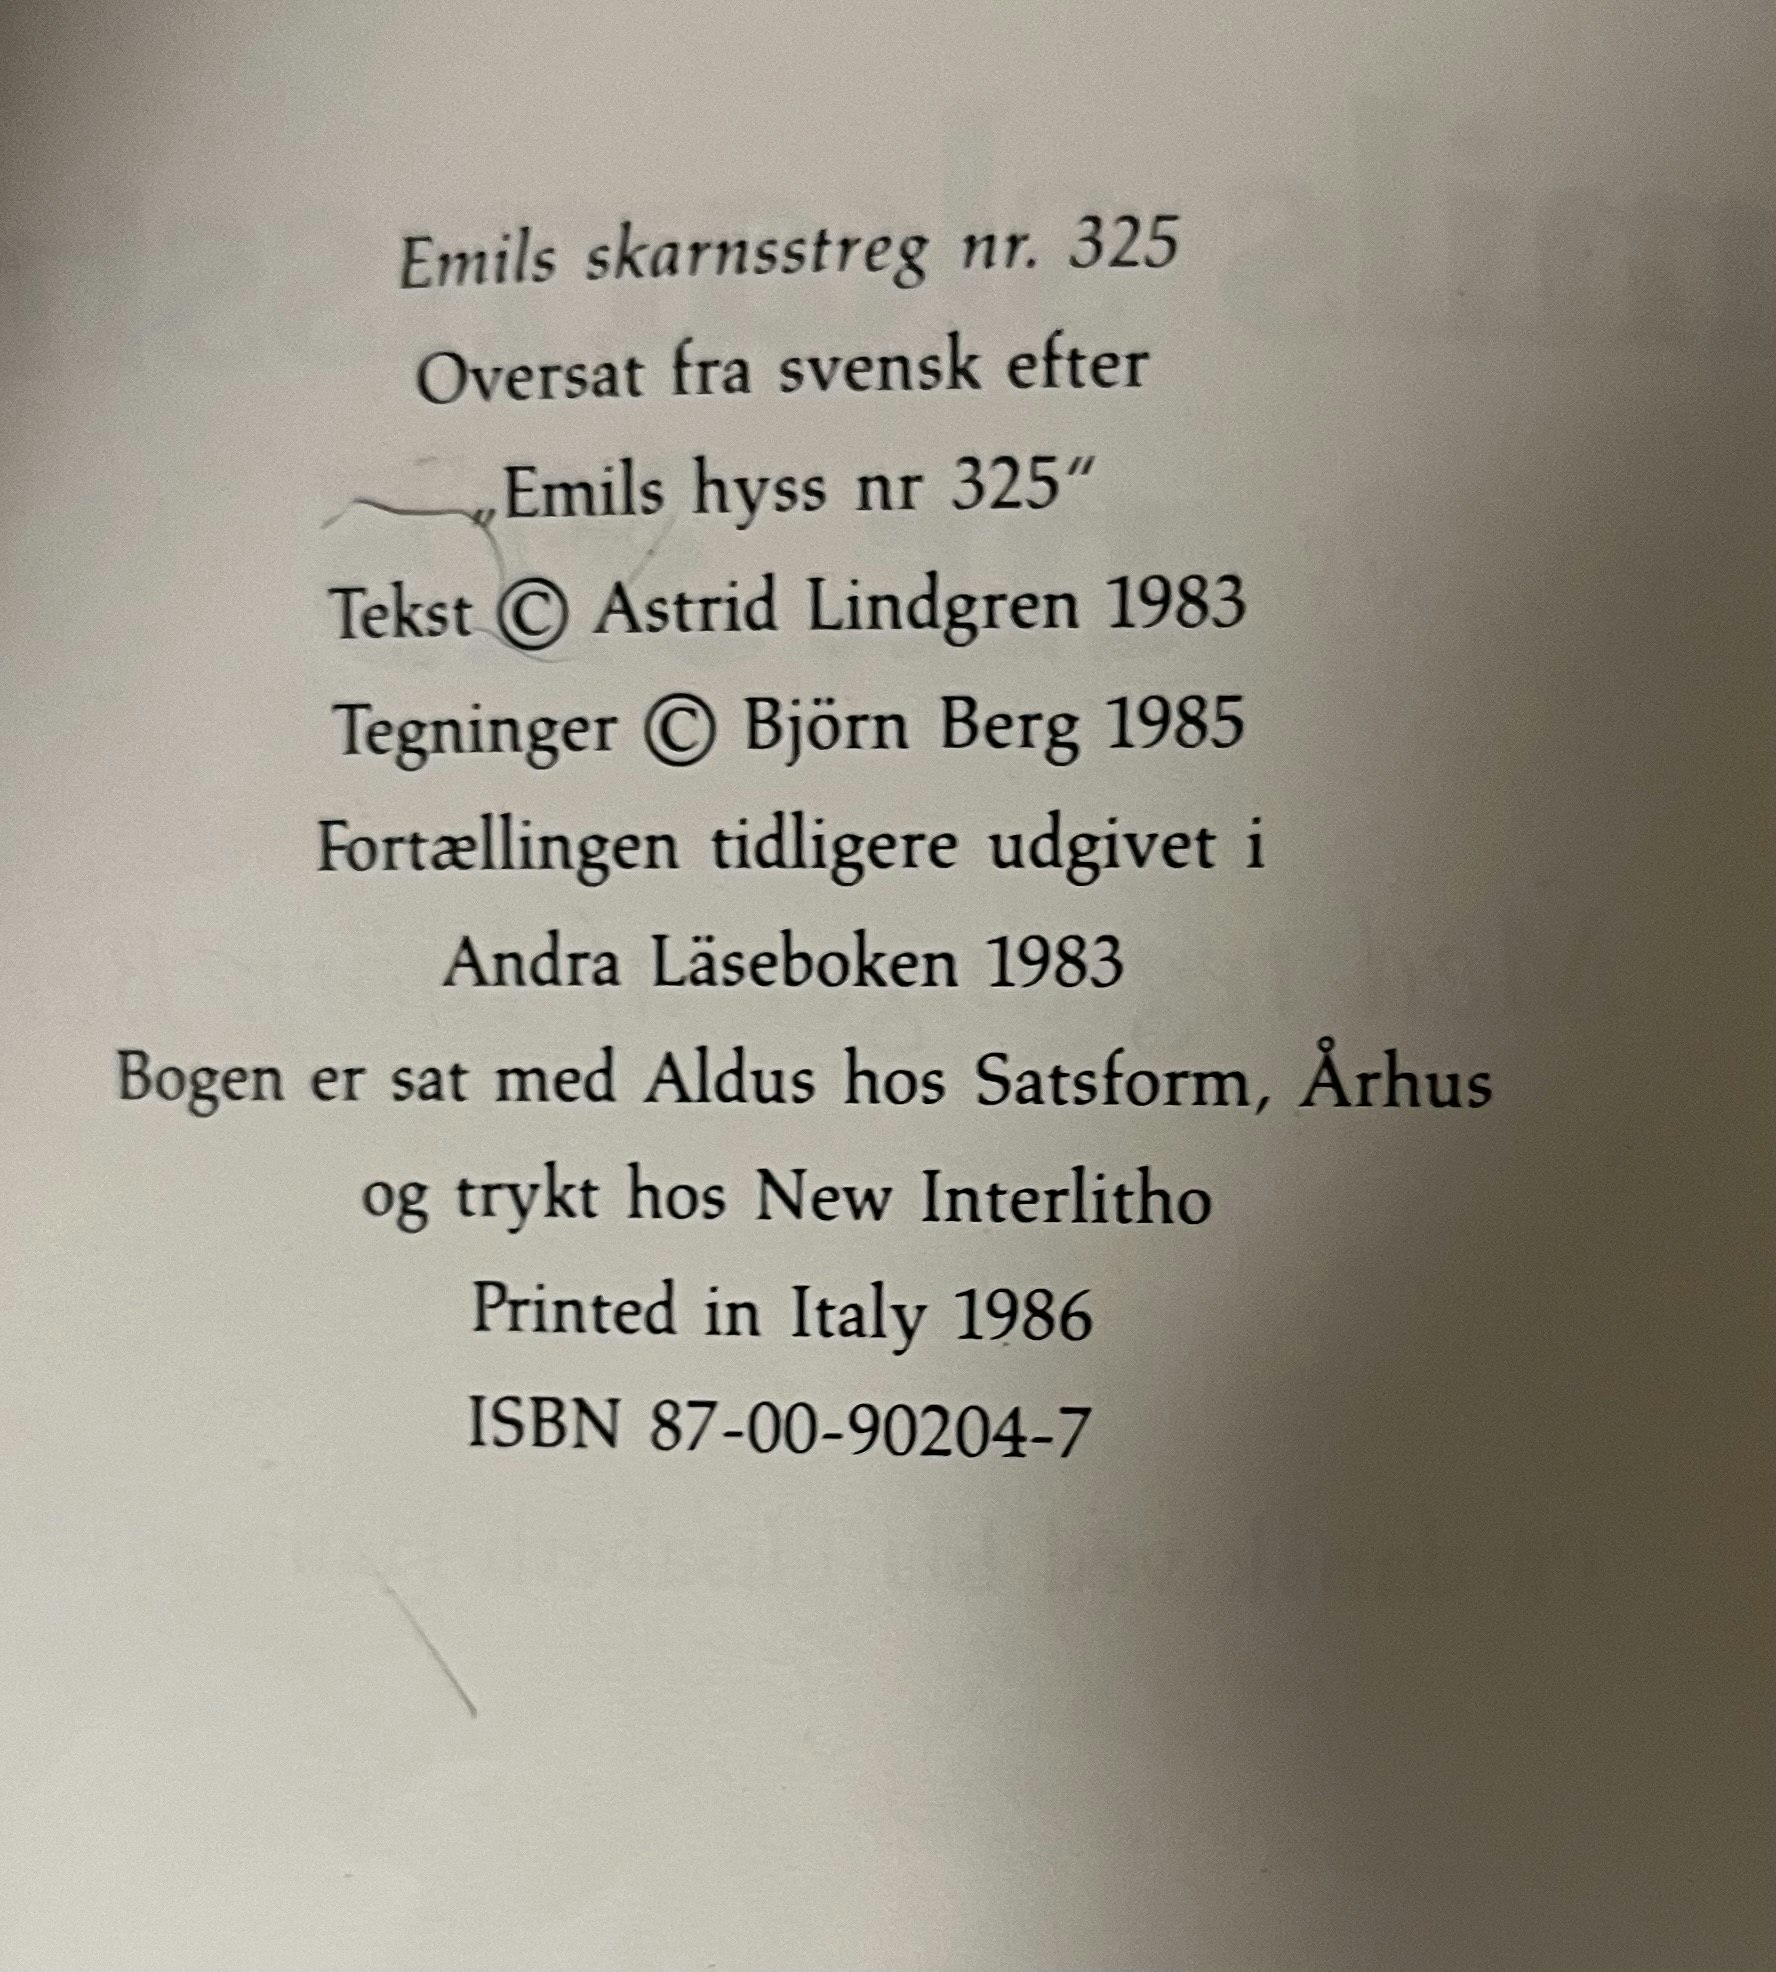 Emils skarnsstreg nr. 325
Oversat fra svensk efter
„Emils hyss nr 325“
Tekst © Astrid Lindgren 1983
Tegninger © Björn Berg 1985
Fortællingen tidligere udgivet i
Andra Läseboken 1983
Bogen er sat med Aldus hos Satsform, Århus
og trykt hos New Interlitho
Printed in Italy 1986
ISBN 87-00-90204-7